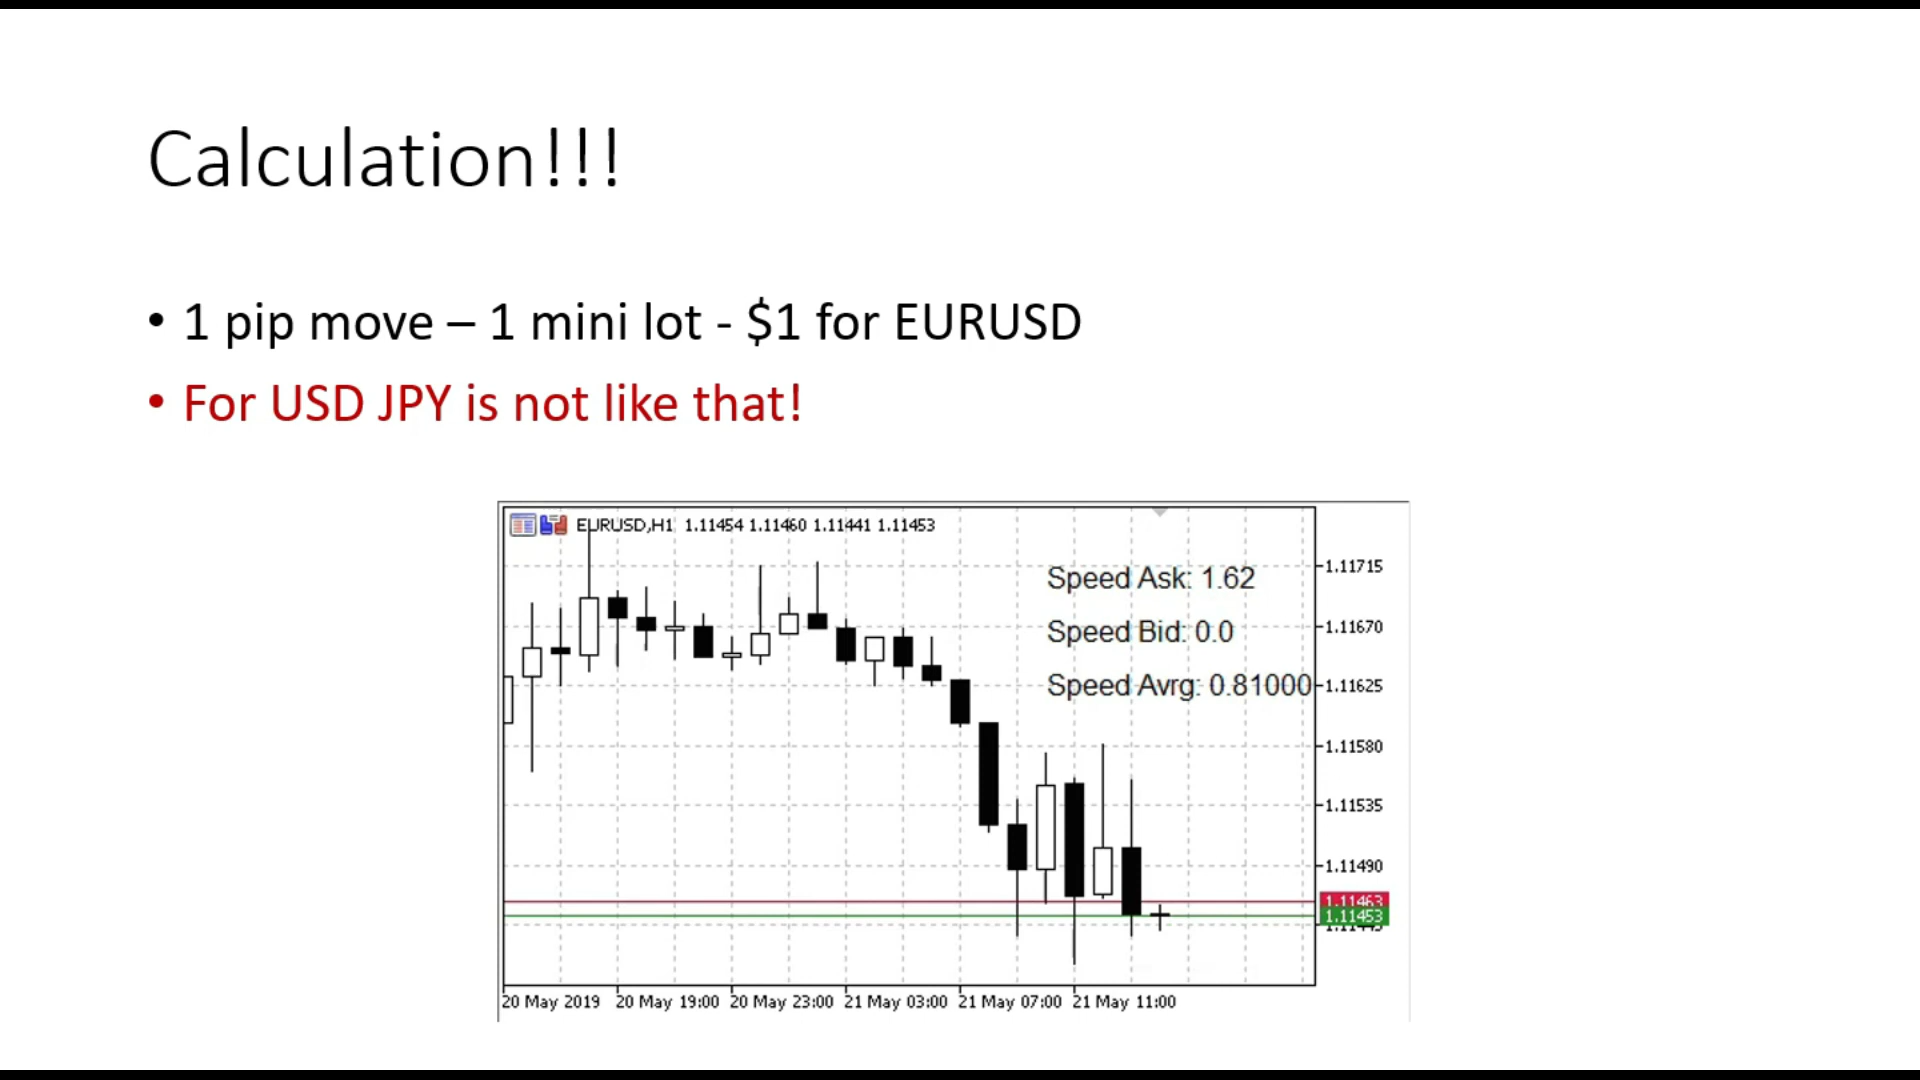 Calculation!!!
• 1 pip move – 1 mini lot - $1 for EURUSD
• For USD JPY is not like that!
EURUSD,H1 1.11454 1.11460 1.11441 1.11453
Speed Ask: 1.62
Speed Bid: 0.0
Speed Avrg: 0.81000
1.11715
1.11670
1.11625
1.11580
1.11535
1.11490
1.11463
1.11453
20 May 2019 20 May 19:00 20 May 23:00 21 May 03:00 21 May 07:00 21 May 11:00